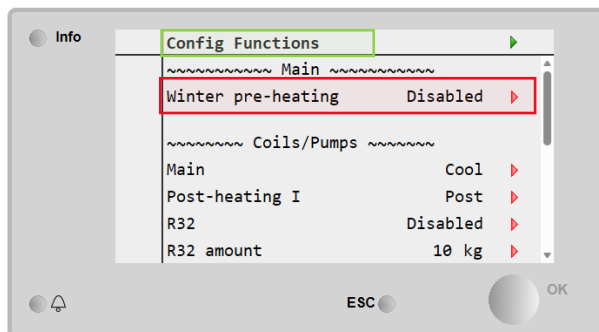 Info
Config Functions
~~~~~~~~~~~ Main ~~~~~~~~~~~
Winter pre-heating Disabled
~~~~~~~~ Coils/Pumps ~~~~~~~
Main Cool
Post-heating I Post
R32 Disabled
R32 amount 10 kg
ESC
OK